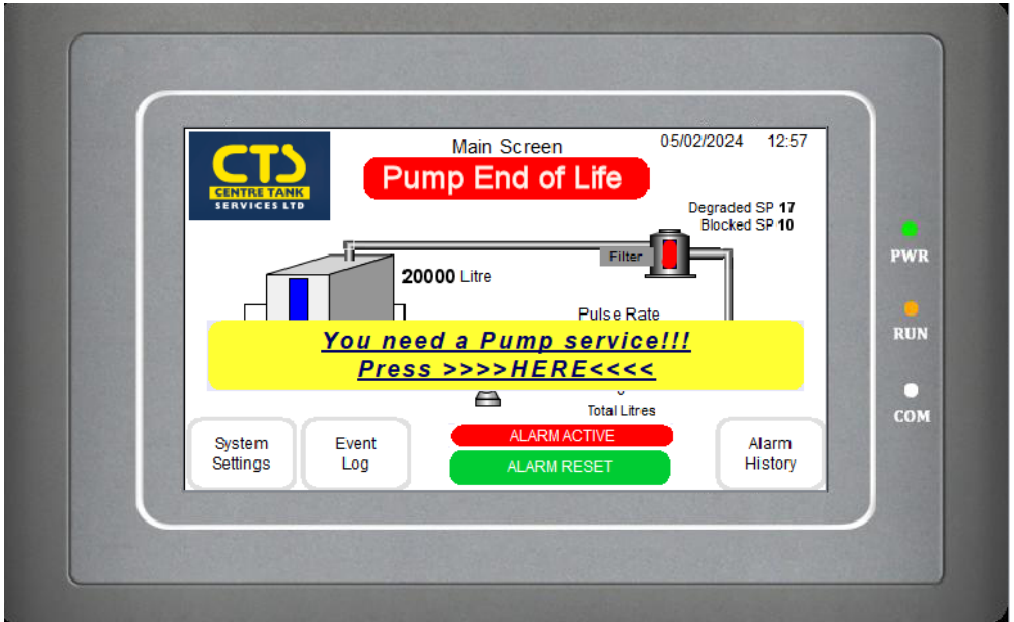 CTS
CENTRE TANK
SERVICES LTD
Main Screen
05/02/2024 12:57
Pump End of Life
Degraded SP 17
Blocked SP 10
Filter
20000 Litre
Pulse Rate
You need a Pump service!!!
Press >>>>HERE<<<<
Total Litres
System
Settings
Event
Log
ALARM ACTIVE
ALARM RESET
Alarm
History
PWR
RUN
COM